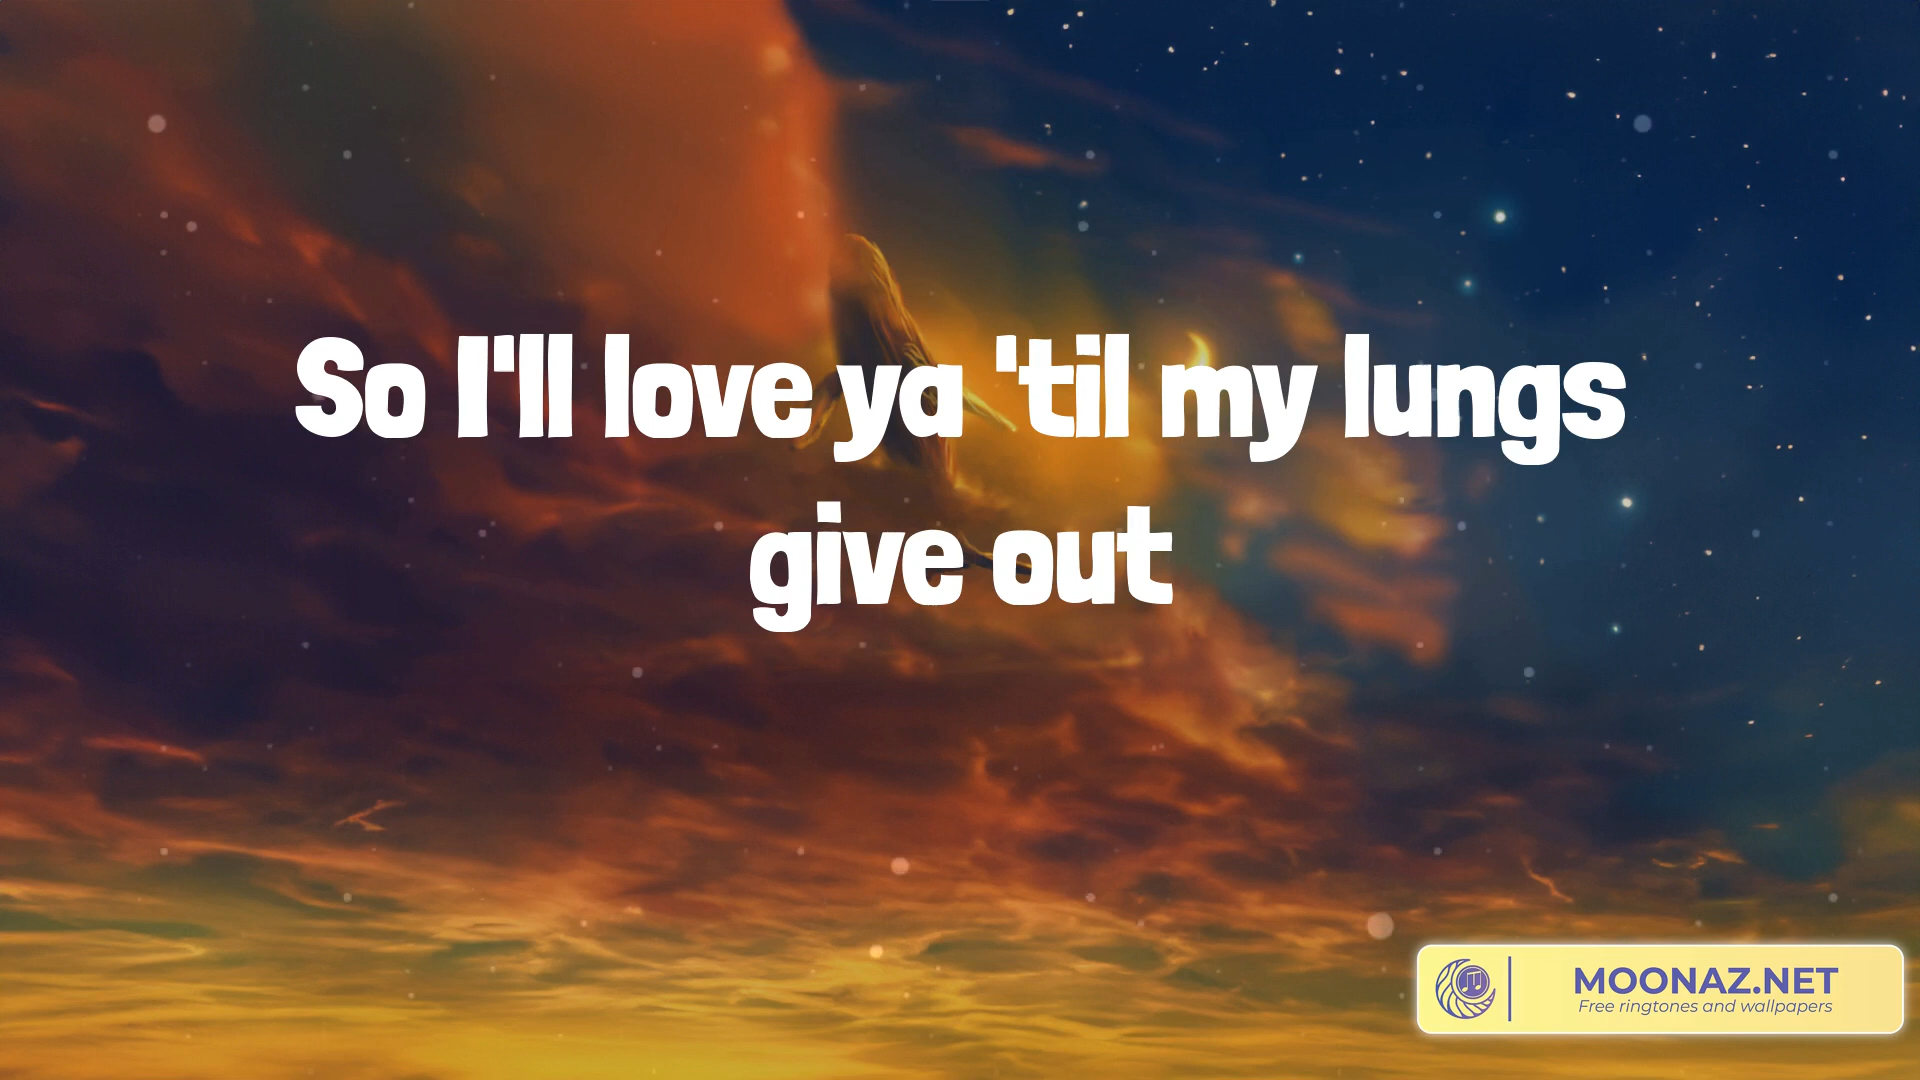 So I'll love ya 'til my lungs
give out
MOONAZ.NET
Free ringtones and wallpapers